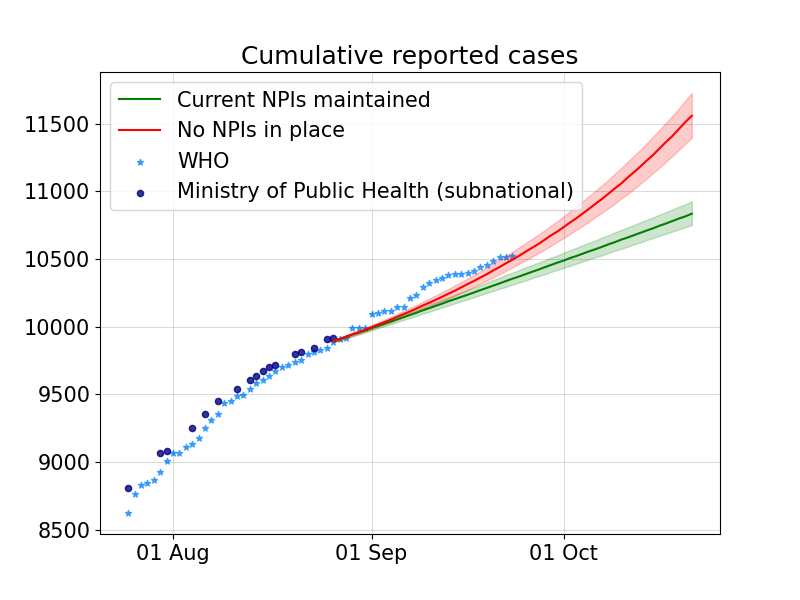 Cumulative reported cases
Current NPIs maintained
No NPIs in place
WHO
Ministry of Public Health (subnational)
11500
11000
10500
10000
9500
9000
8500
01 Aug
01 Sep
01 Oct